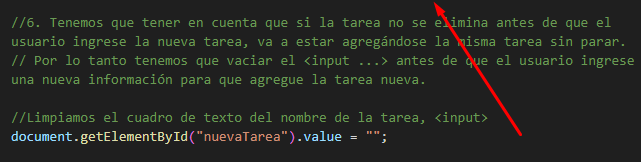 //6. Tenemos que tener en cuenta que si la tarea no se elimina antes de que el
usuario ingrese la nueva tarea, va a estar agregándose la misma tarea sin parar.
// Por lo tanto tenemos que vaciar el <input ...> antes de que el usuario ingrese
una nueva información para que agregue la tarea nueva.
//Limpiamos el cuadro de texto del nombre de la tarea, <input>
document.getElementById("nuevaTarea").value = "";